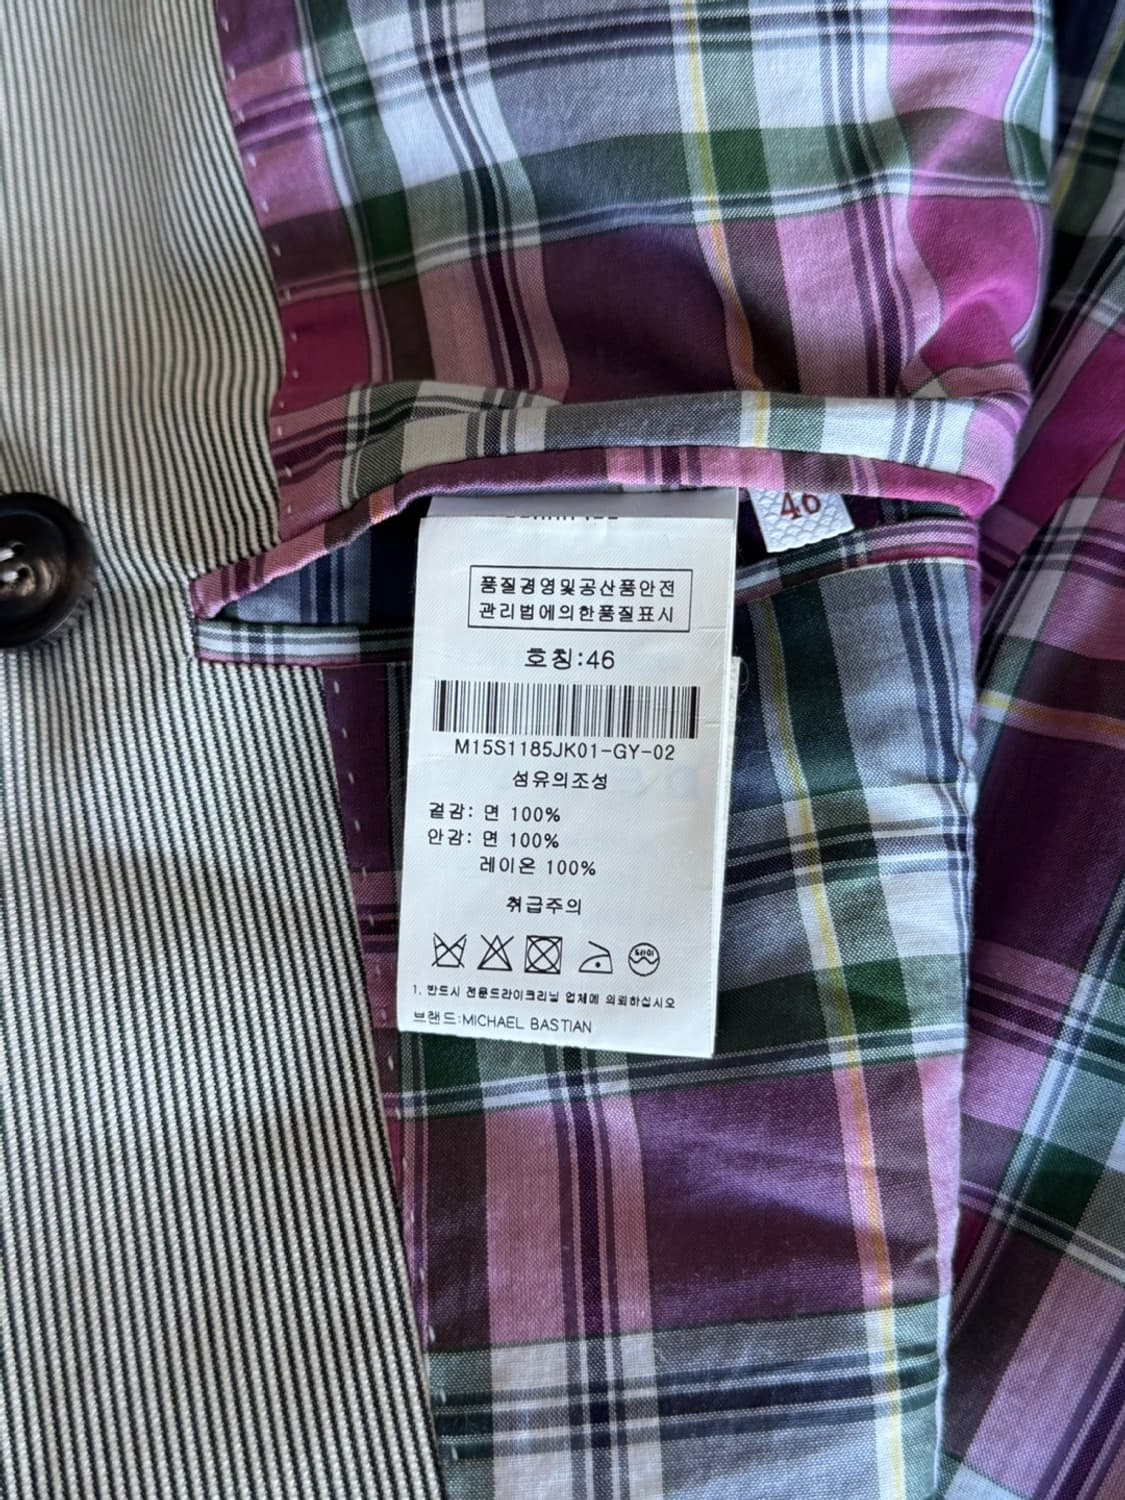 46
품질경영및공산품안전
관리법에의한품질표시
호칭:46
M15S1185JK01-GY-02
섬유의조성
겉감: 면 100%
안감: 면 100%
레이온 100%
취급주의
드라이
1. 반드시 전문드라이크리닝 업체에 의뢰하십시오
브랜드:MICHAEL BASTIAN